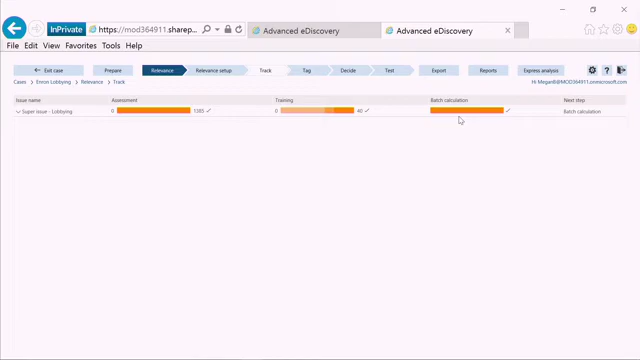 InPrivate
https://mod364911.sharep
Advanced eDiscovery
Advanced eDiscovery
File Edit View Favorites Tools Help
Exit case
Prepare
Relevance
Relevance setup
Track
Tag
Decide
Test
Export
Reports
Express analysis
Cases > Enron Lobbying > Relevance > Track
Hi MeganB@MOD364911.onmicrosoft.com
Issue name Assessment Training Batch calculation Next step
Super issue - Lobbying 0 1385 0 40 Batch calculation